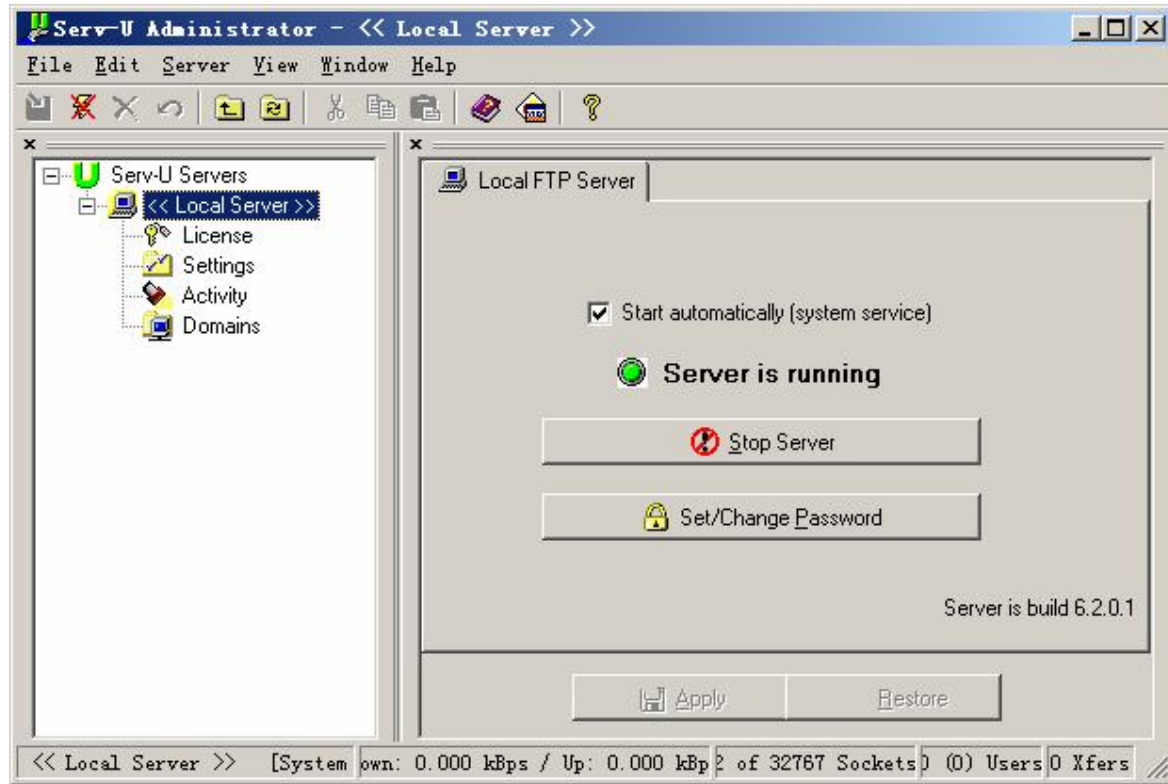 Serv-U Administrator - << Local Server >>
File Edit Server View Window Help
Serv-U Servers
<< Local Server >>
License
Settings
Activity
Domains
Local FTP Server
Start automatically (system service)
Server is running
Stop Server
Set/Change Password
Server is build 6.2.0.1
Apply Restore
<< Local Server >> [System own: 0.000 kBps / Up: 0.000 kBp 2 of 32767 Sockets (0) Users 0 Xfers